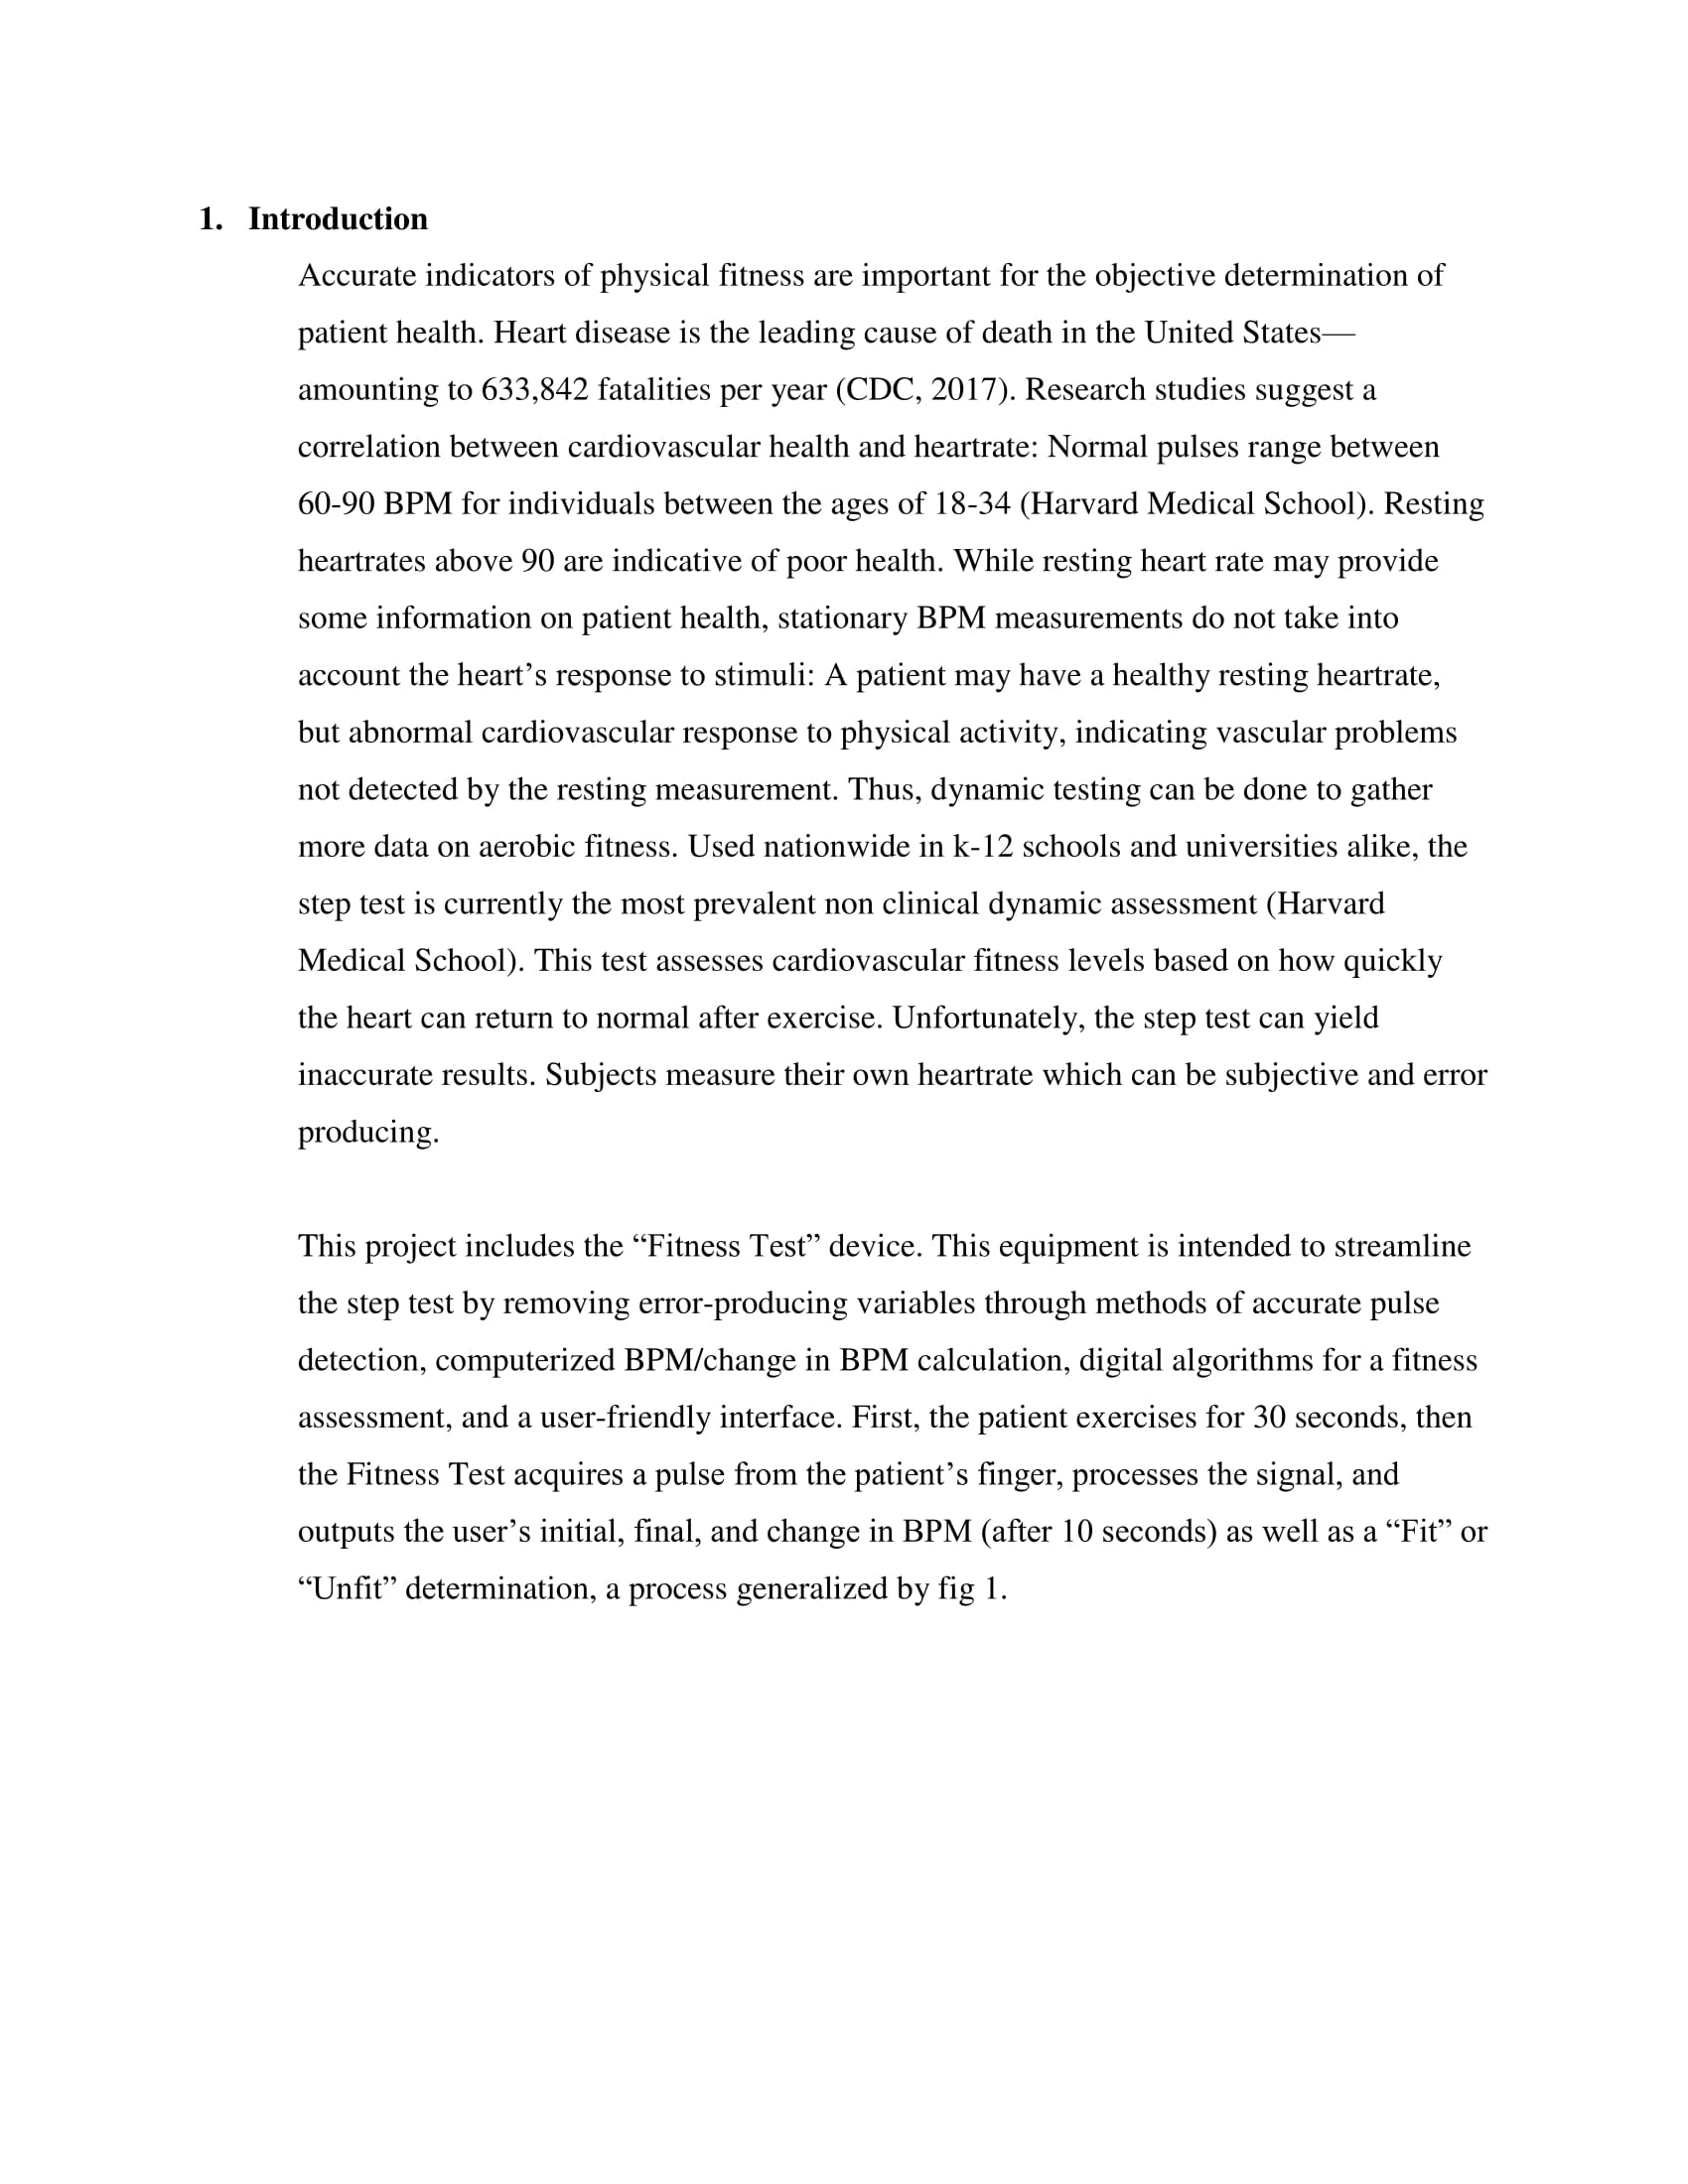 1. Introduction
Accurate indicators of physical fitness are important for the objective determination of
patient health. Heart disease is the leading cause of death in the United States—
amounting to 633,842 fatalities per year (CDC, 2017). Research studies suggest a
correlation between cardiovascular health and heartrate: Normal pulses range between
60-90 BPM for individuals between the ages of 18-34 (Harvard Medical School). Resting
heartrates above 90 are indicative of poor health. While resting heart rate may provide
some information on patient health, stationary BPM measurements do not take into
account the heart’s response to stimuli: A patient may have a healthy resting heartrate,
but abnormal cardiovascular response to physical activity, indicating vascular problems
not detected by the resting measurement. Thus, dynamic testing can be done to gather
more data on aerobic fitness. Used nationwide in k-12 schools and universities alike, the
step test is currently the most prevalent non clinical dynamic assessment (Harvard
Medical School). This test assesses cardiovascular fitness levels based on how quickly
the heart can return to normal after exercise. Unfortunately, the step test can yield
inaccurate results. Subjects measure their own heartrate which can be subjective and error
producing.
This project includes the “Fitness Test” device. This equipment is intended to streamline
the step test by removing error-producing variables through methods of accurate pulse
detection, computerized BPM/change in BPM calculation, digital algorithms for a fitness
assessment, and a user-friendly interface. First, the patient exercises for 30 seconds, then
the Fitness Test acquires a pulse from the patient’s finger, processes the signal, and
outputs the user’s initial, final, and change in BPM (after 10 seconds) as well as a “Fit” or
“Unfit” determination, a process generalized by fig 1.